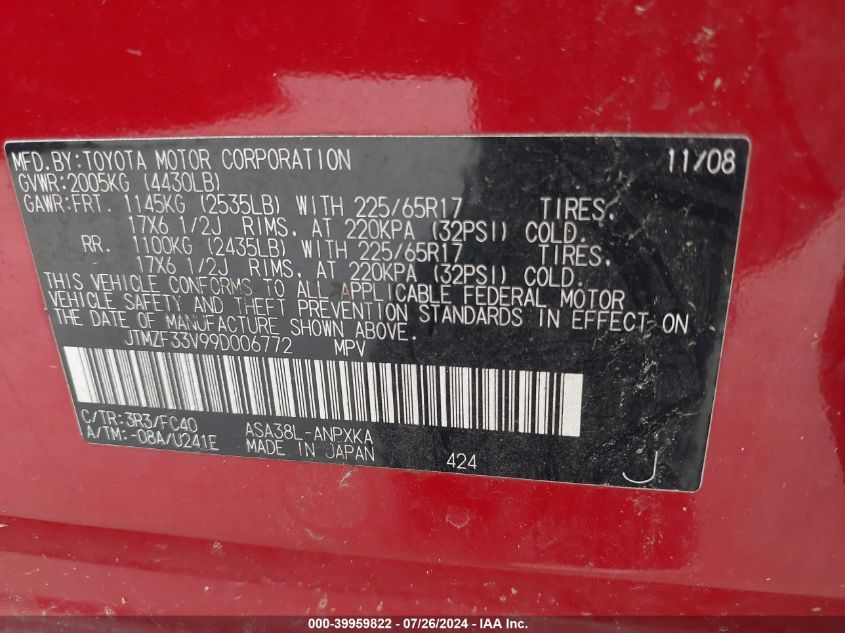 MFD.BY:TOYOTA MOTOR CORPORATION 11/08
GVWR:2005KG (4430LB)
GAWR:FRT. 1145KG (2535LB) WITH 225/65R17 TIRES.
17X6 1/2J RIMS. AT 220KPA (32PSI) COLD.
RR. 1100KG (2435LB) WITH 225/65R17 TIRES.
17X6 1/2J RIMS. AT 220KPA (32PSI) COLD.
THIS VEHICLE CONFORMS TO ALL APPLICABLE FEDERAL MOTOR
VEHICLE SAFETY AND THEFT PREVENTION STANDARDS IN EFFECT ON
THE DATE OF MANUFACTURE SHOWN ABOVE.
JTMZF33V99D006772 MPV
C/TR:3R3/FC40 ASA38L-ANPXKA
A/TM:-08A/U241E MADE IN JAPAN 424 J
000-39959822 - 07/26/2024 - IAA Inc.